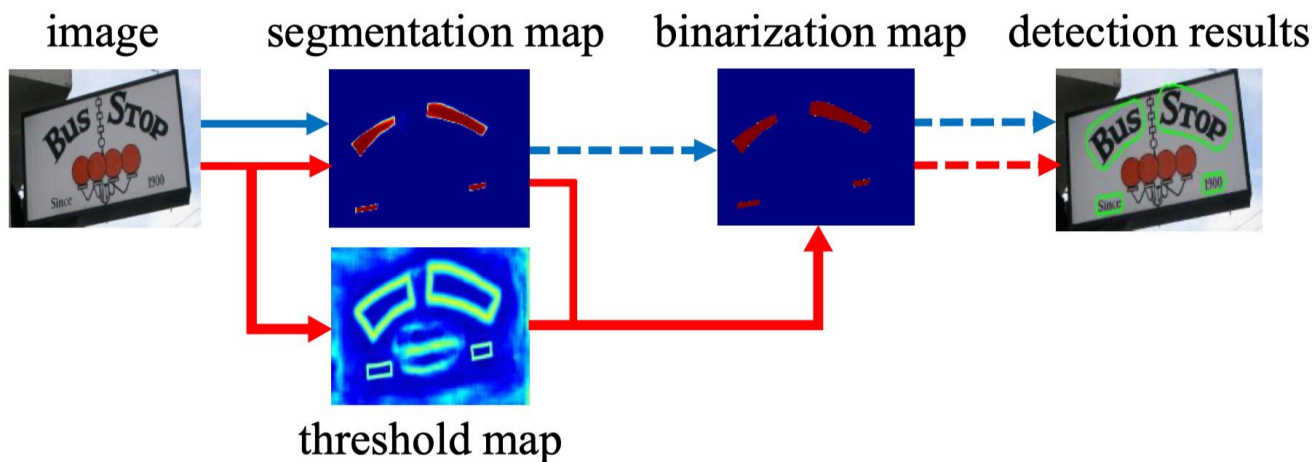 image
segmentation map
binarization map
detection results
BUS STOP
Since
1900
BUS STOP
Since
1900
threshold map